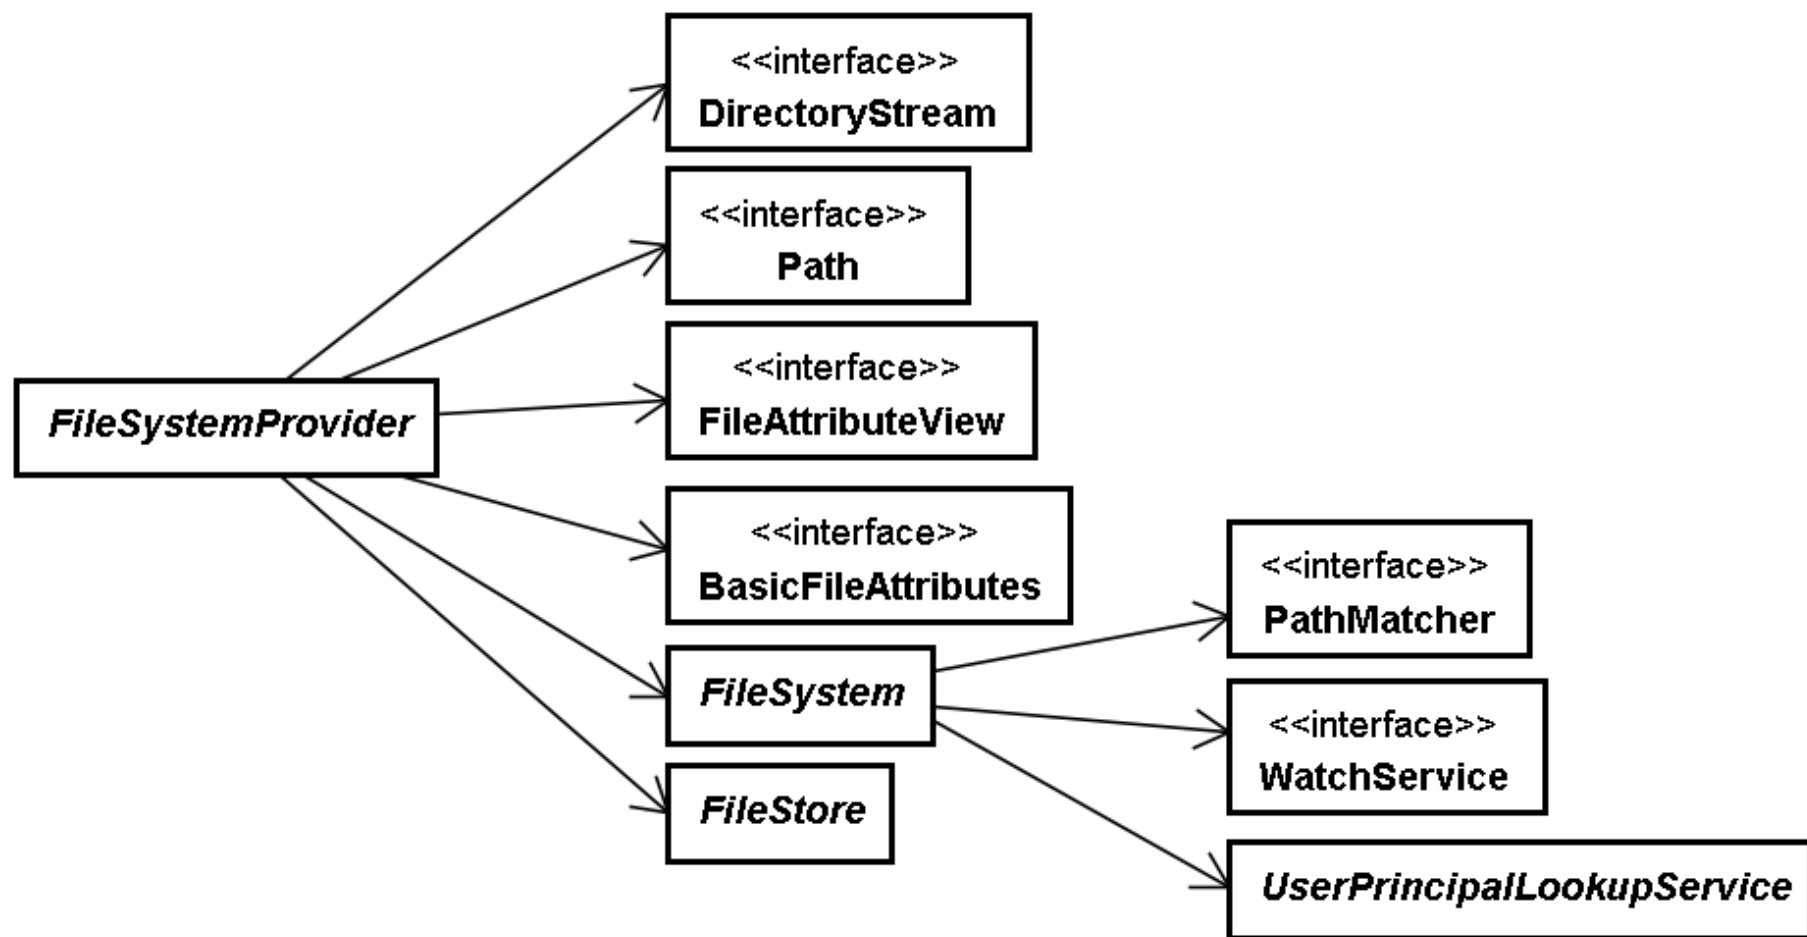 <<interface>>
DirectoryStream
<<interface>>
Path
FileSystemProvider
<<interface>>
FileAttributeView
<<interface>>
BasicFileAttributes
FileSystem
FileStore
<<interface>>
PathMatcher
<<interface>>
WatchService
UserPrincipalLookupService